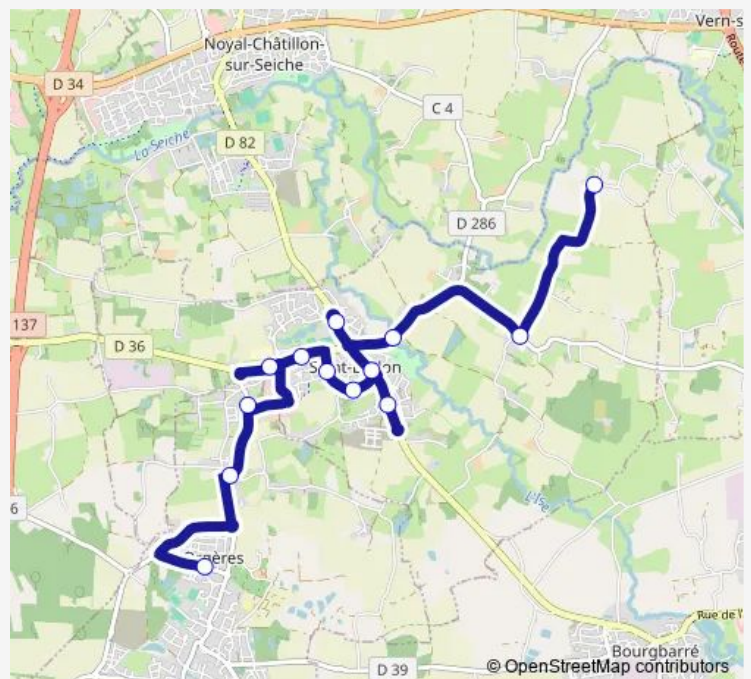 Vern-s
Route
Noyal-Châtillon-
sur-Seiche
D 34
C 4
La Seiche
D 82
D 286
137
D 36
L'Ise
6
D 39
Rue de
Bourgbarré
© OpenStreetMap contributors